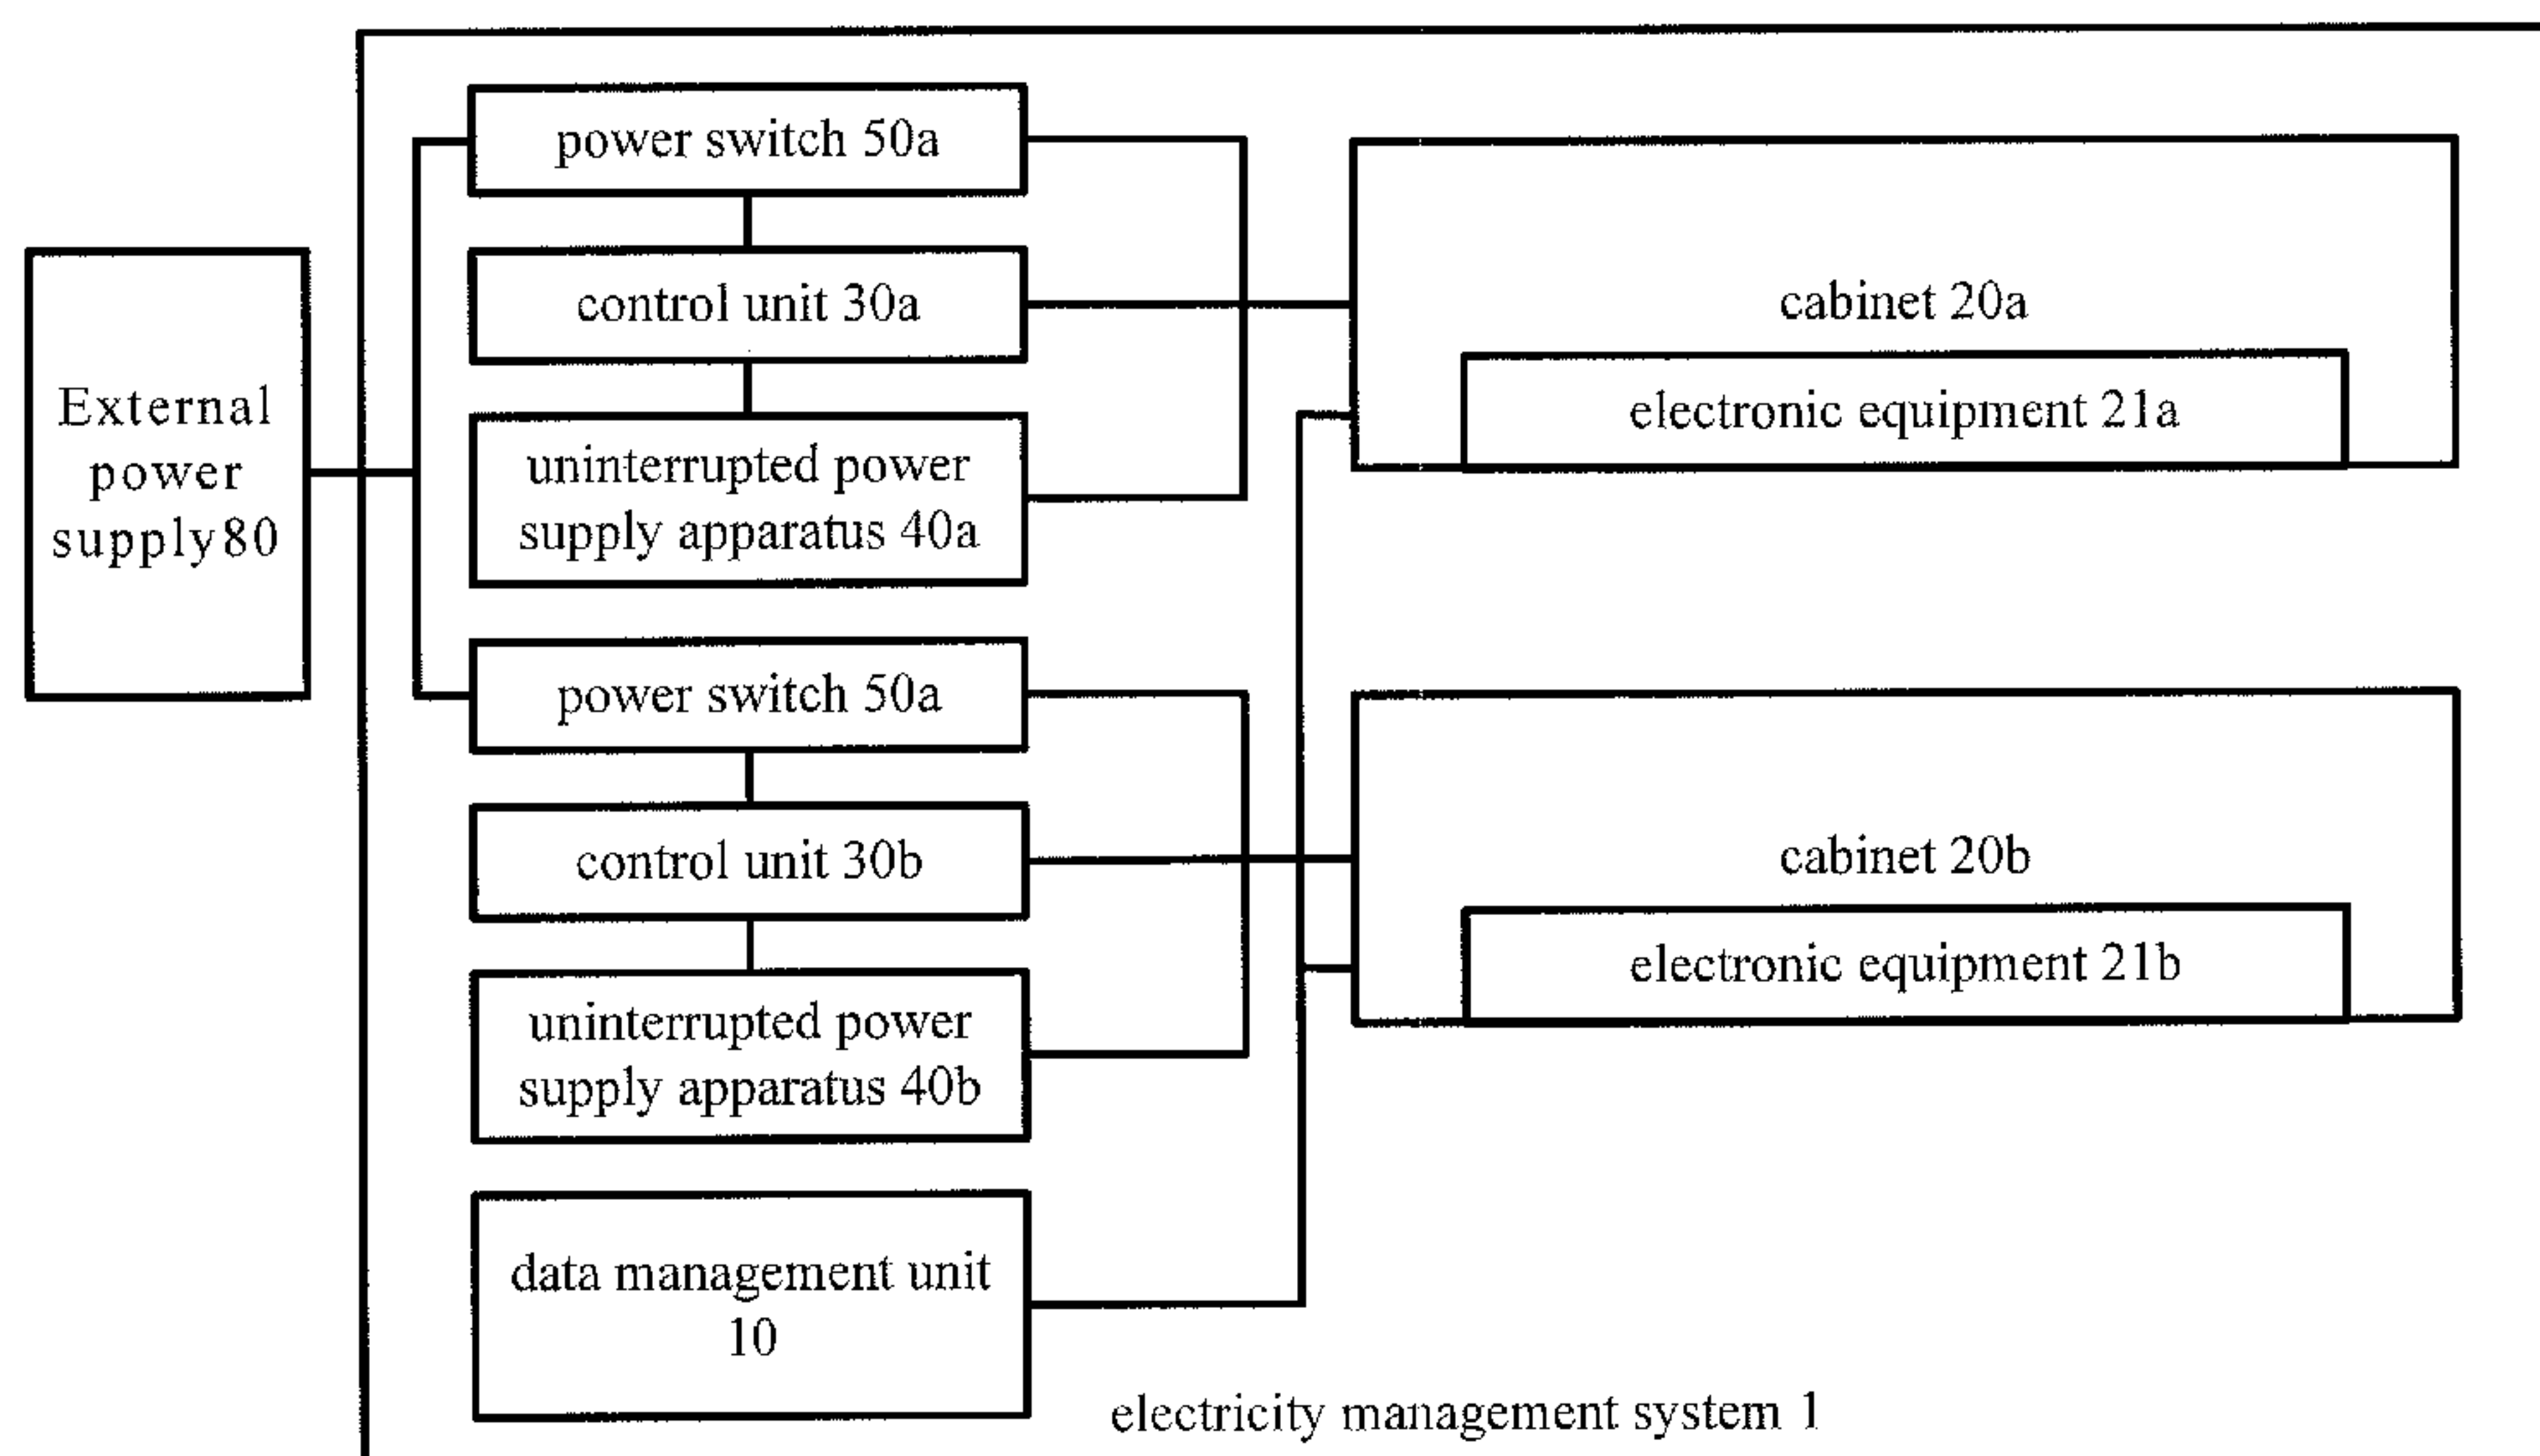 External
power
supply80
power switch 50a
control unit 30a
uninterrupted power
supply apparatus 40a
power switch 50a
control unit 30b
uninterrupted power
supply apparatus 40b
data management unit
10
cabinet 20a
electronic equipment 21a
cabinet 20b
electronic equipment 21b
electricity management system 1